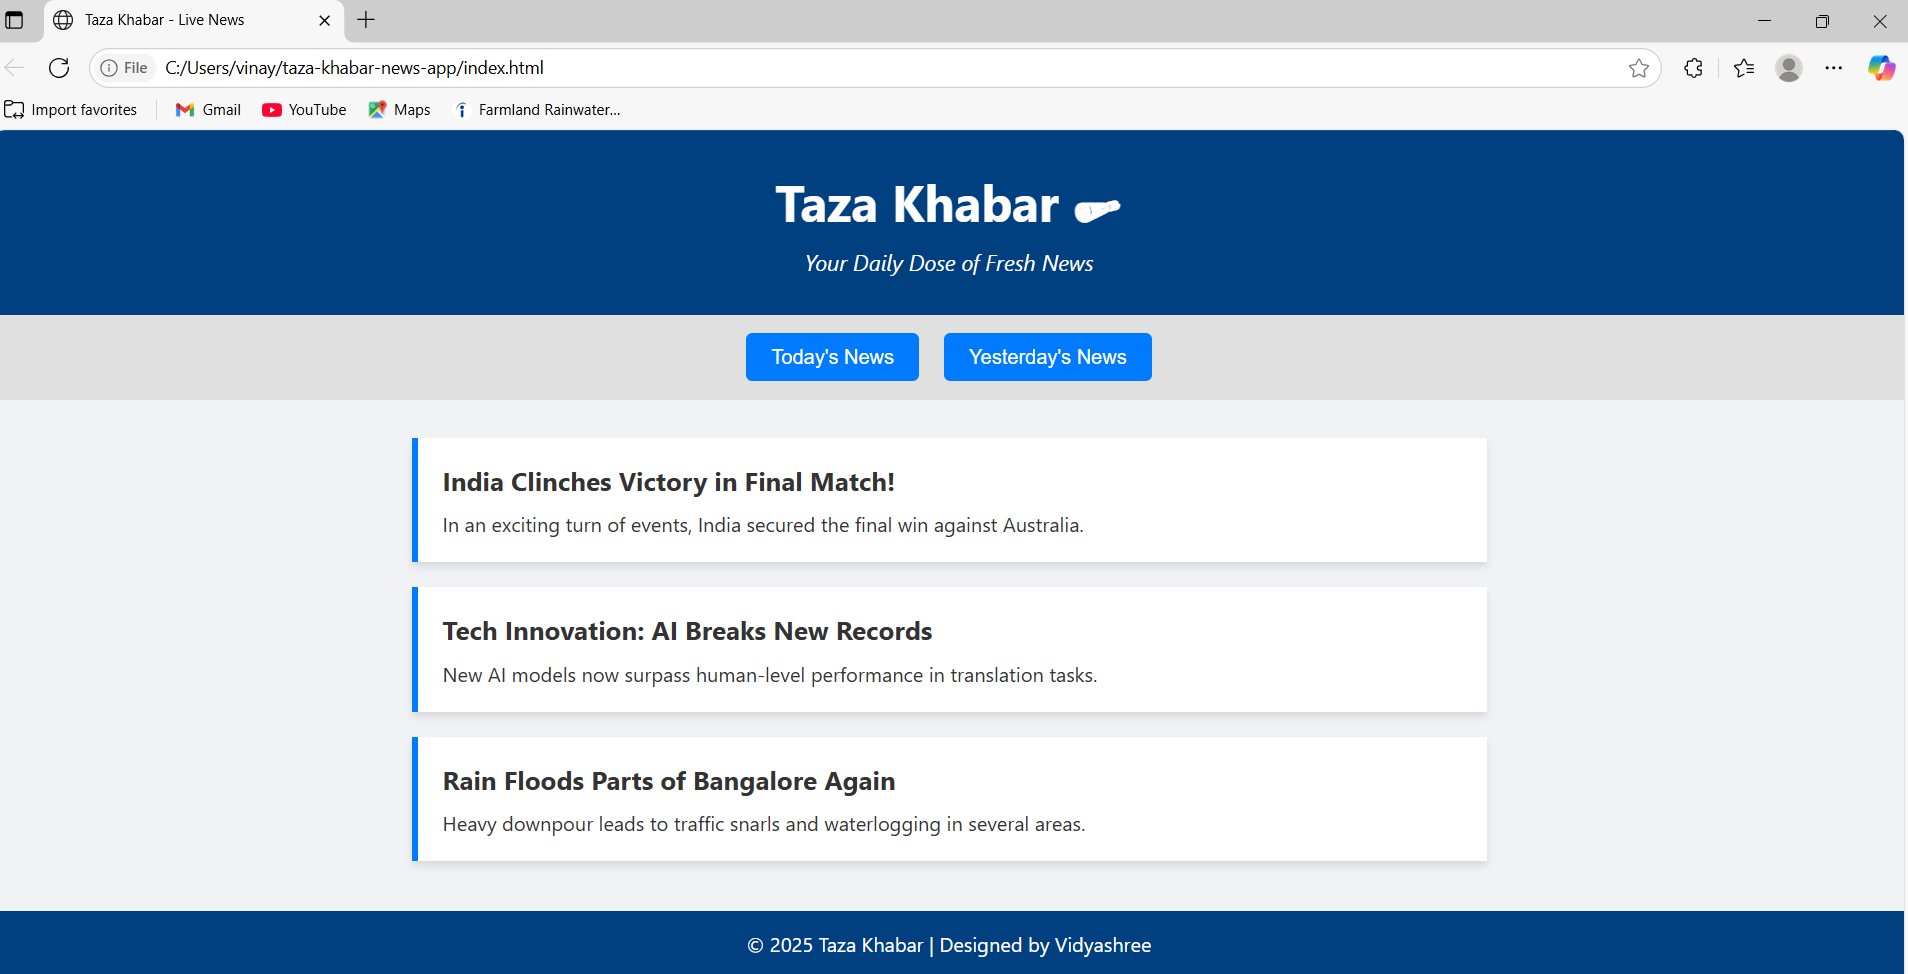 Taza Khabar - Live News
File C:/Users/vinay/taza-khabar-news-app/index.html
Import favorites Gmail YouTube Maps Farmland Rainwater...
Taza Khabar
Your Daily Dose of Fresh News
Today's News Yesterday's News
India Clinches Victory in Final Match!
In an exciting turn of events, India secured the final win against Australia.
Tech Innovation: AI Breaks New Records
New AI models now surpass human-level performance in translation tasks.
Rain Floods Parts of Bangalore Again
Heavy downpour leads to traffic snarls and waterlogging in several areas.
© 2025 Taza Khabar | Designed by Vidyashree